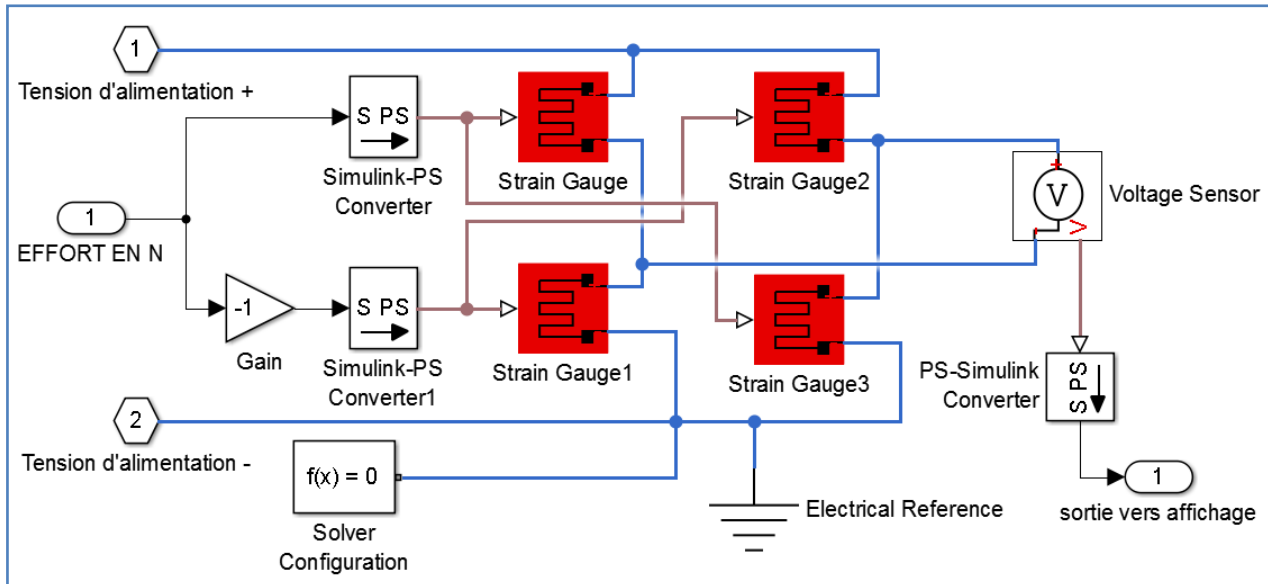 1
Tension d'alimentation +
S PS
Simulink-PS
Converter
Strain Gauge
Strain Gauge2
+
V
-
V
Voltage Sensor
1
EFFORT EN N
-1
Gain
S PS
Simulink-PS
Converter1
Strain Gauge1
Strain Gauge3
PS-Simulink
Converter
S PS
2
Tension d'alimentation -
f(x) = 0
Solver
Configuration
Electrical Reference
1
sortie vers affichage